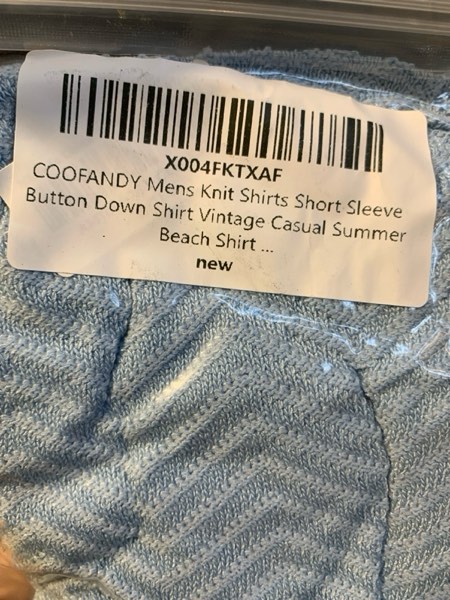 X004FKTXAF
COOFANDY Mens Knit Shirts Short Sleeve
Button Down Shirt Vintage Casual Summer
Beach Shirt ...
new